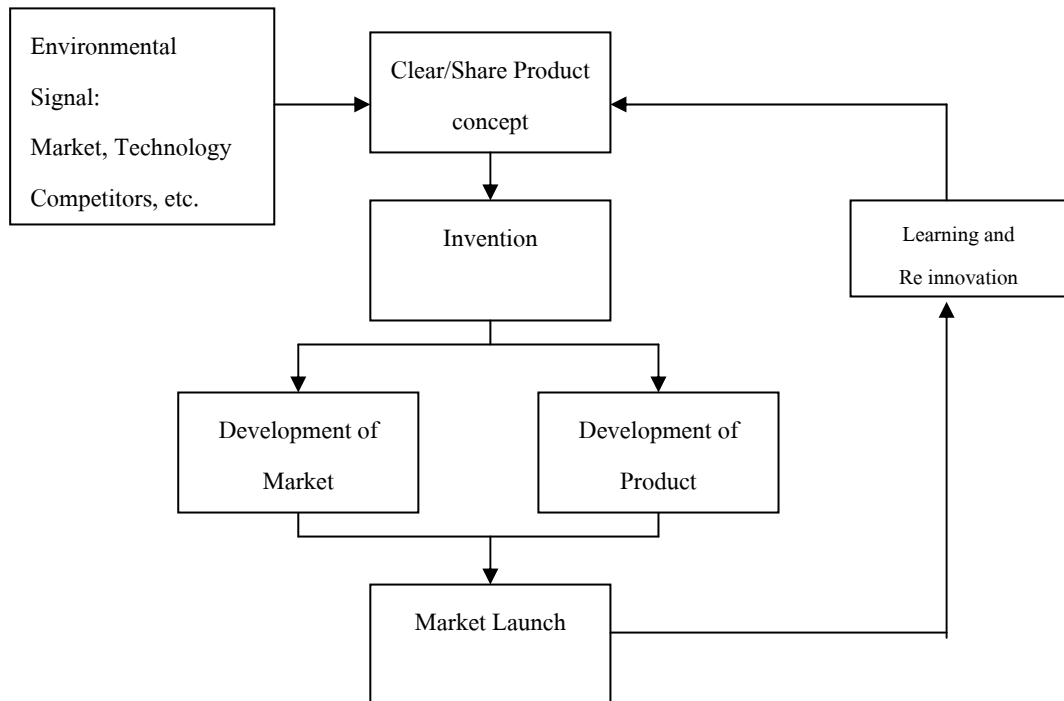 Environmental
Signal:
Market, Technology
Competitors, etc.
Clear/Share Product
concept
Invention
Learning and
Re innovation
Development of
Market
Development of
Product
Market Launch